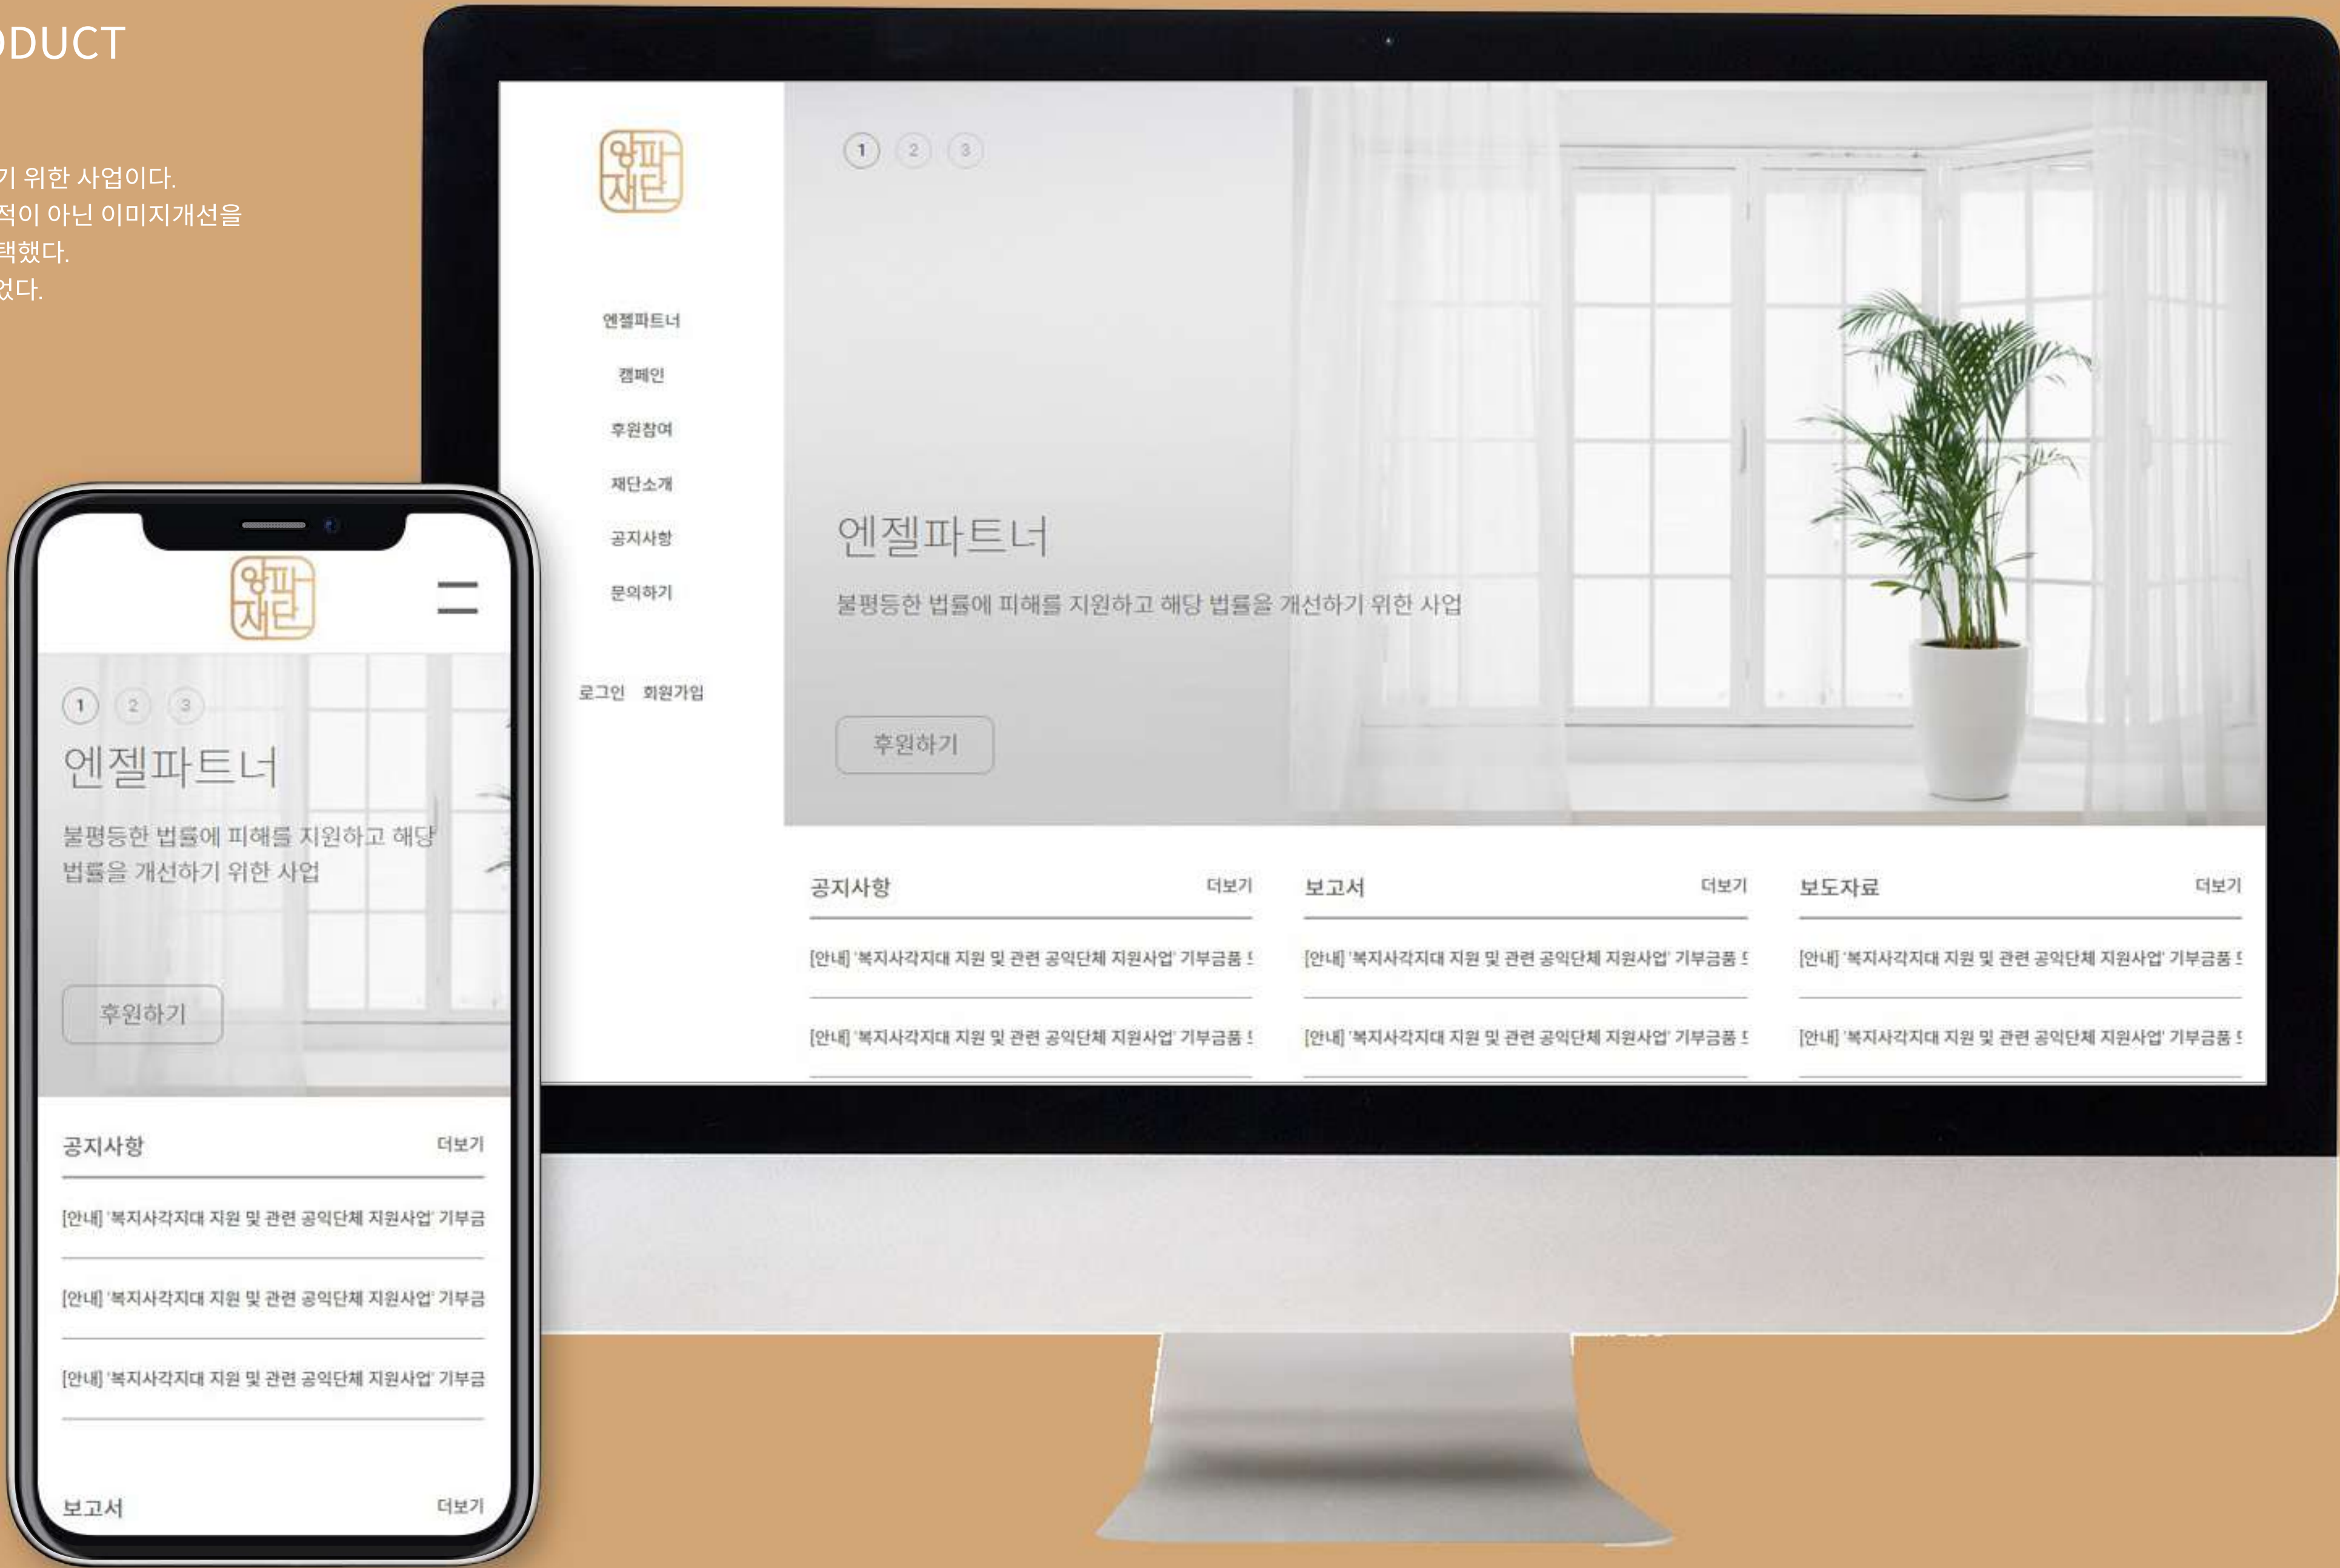 ODUCT
기 위한 사업이다.
적이 아닌 이미지개선을
택했다.
었다.
양파
재단
엔젤파트너
캠페인
후원참여
재단소개
공지사항
문의하기
로그인 회원가입
1 2 3
엔젤파트너
불평등한 법률에 피해를 지원하고 해당 법률을 개선하기 위한 사업
후원하기
공지사항 더보기
[안내] '복지사각지대 지원 및 관련 공익단체 지원사업' 기부금품
[안내] '복지사각지대 지원 및 관련 공익단체 지원사업' 기부금품
보고서 더보기
[안내] '복지사각지대 지원 및 관련 공익단체 지원사업' 기부금품
[안내] '복지사각지대 지원 및 관련 공익단체 지원사업' 기부금품
보도자료 더보기
[안내] '복지사각지대 지원 및 관련 공익단체 지원사업' 기부금품
[안내] '복지사각지대 지원 및 관련 공익단체 지원사업' 기부금품
양파
재단
1 2 3
엔젤파트너
불평등한 법률에 피해를 지원하고 해당
법률을 개선하기 위한 사업
후원하기
공지사항 더보기
[안내] '복지사각지대 지원 및 관련 공익단체 지원사업' 기부금
[안내] '복지사각지대 지원 및 관련 공익단체 지원사업' 기부금
[안내] '복지사각지대 지원 및 관련 공익단체 지원사업' 기부금
보고서 더보기